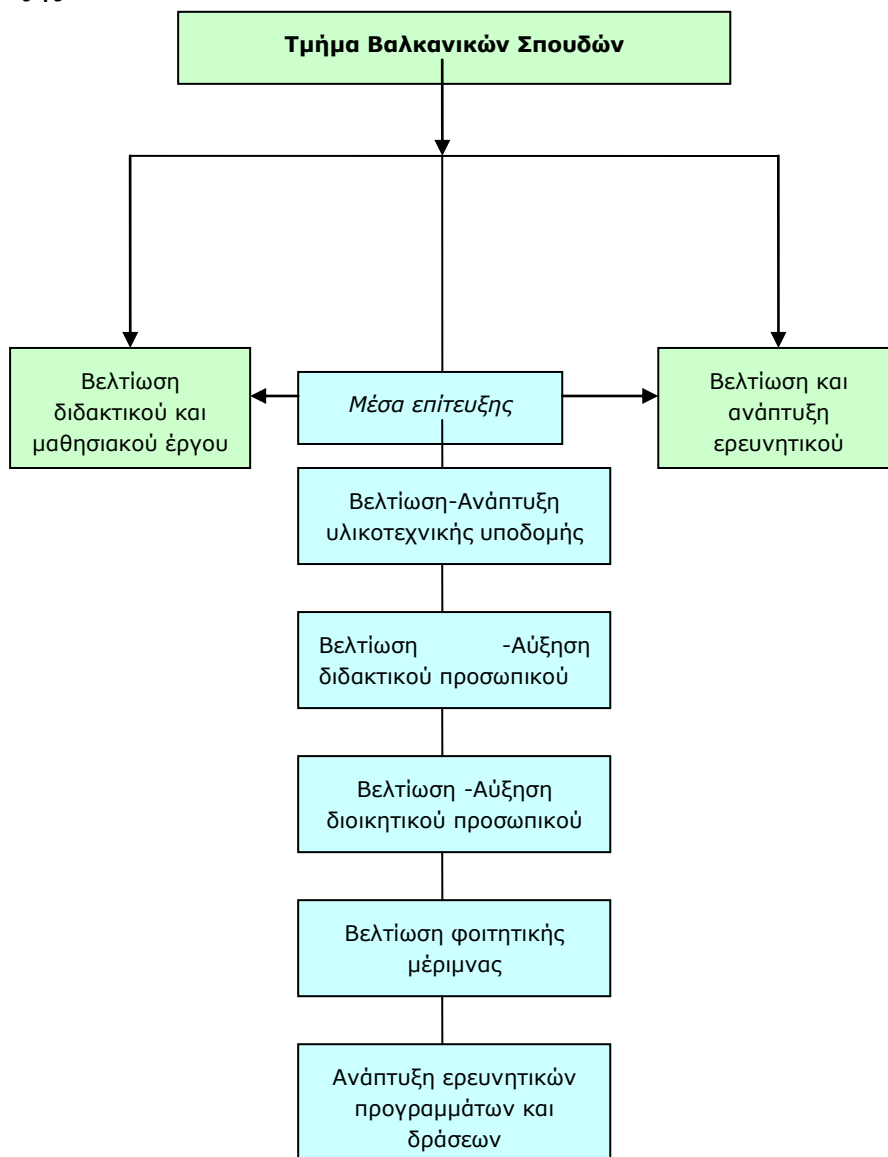 Τμήμα Βαλκανικών Σπουδών
Βελτίωση
διδακτικού και
μαθησιακού έργου
Μέσα επίτευξης
Βελτίωση και
ανάπτυξη
ερευνητικού
Βελτίωση-Ανάπτυξη
υλικοτεχνικής υποδομής
Βελτίωση -Αύξηση
διδακτικού προσωπικού
Βελτίωση -Αύξηση
διοικητικού προσωπικού
Βελτίωση φοιτητικής
μέριμνας
Ανάπτυξη ερευνητικών
προγραμμάτων και
δράσεων